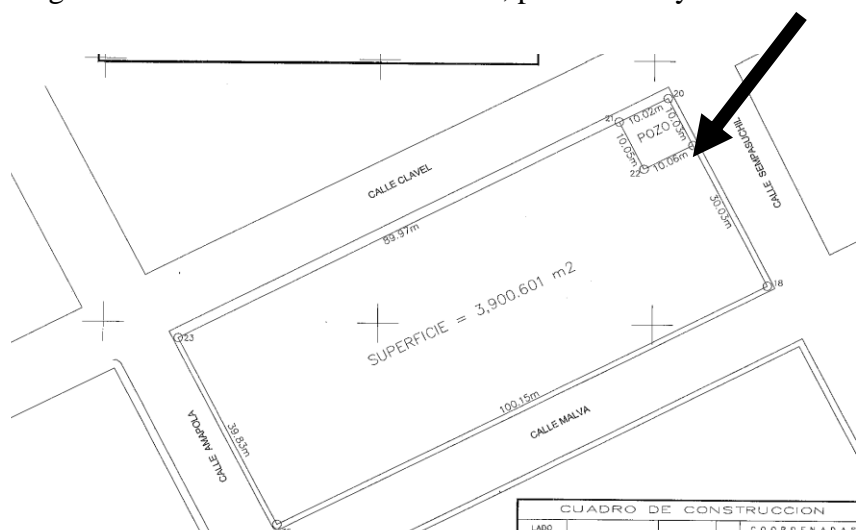 20
21
10.02m
10.03m
POZO
10.05m
22
10.06m
CALLE SEMPASUCHIL
CALLE CLAVEL
30.03m
89.97m
SUPERFICIE = 3,900.601 m2
18
23
100.15m
CALLE MALVA
CALLE AMAPOLA
39.83m
CUADRO DE CONSTRUCCION
LADO
COORDENADAS